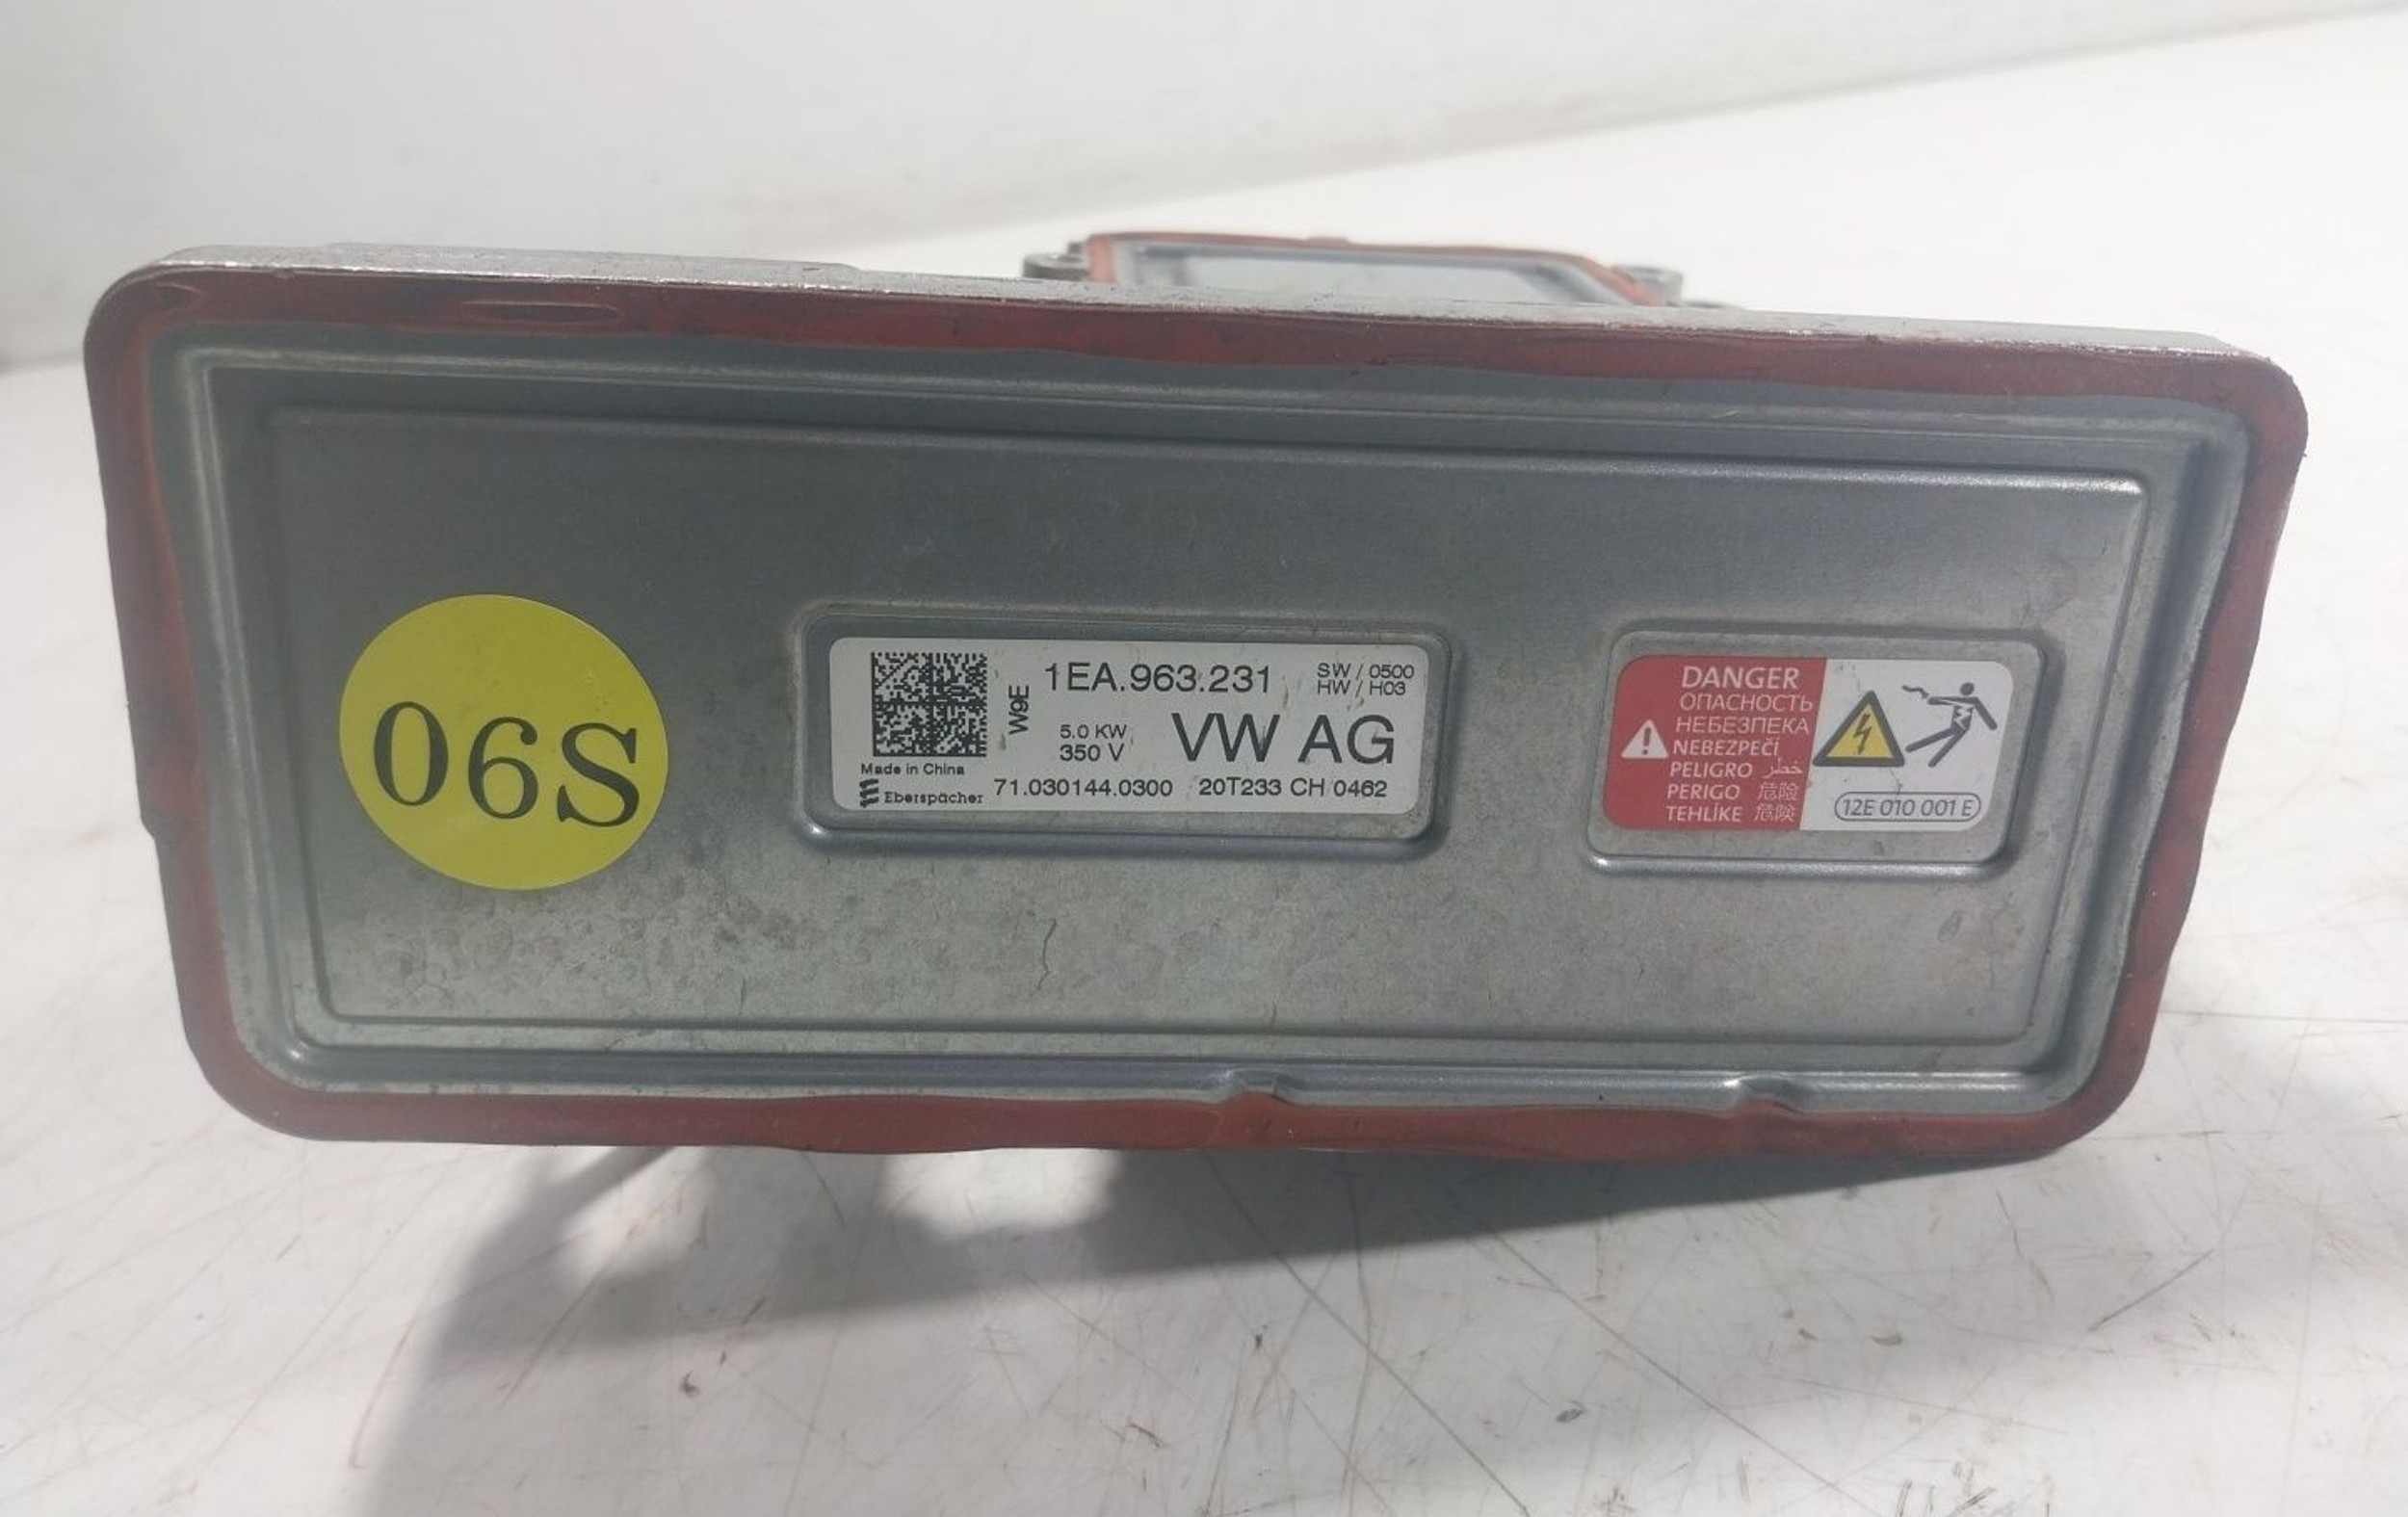 06S
1EA.963.231
SW / 0500
HW / H03
W9E
5.0 KW
350 V
VW AG
Made in China
Eberspächer
71.030144.0300 20T233 CH 0462
DANGER
ОПАСНОСТЬ
НЕБЕЗПЕКА
NEBEZPEČÍ
PELIGRO خطر
PERIGO 危险
TEHLİKE 危険
12E 010 001 E